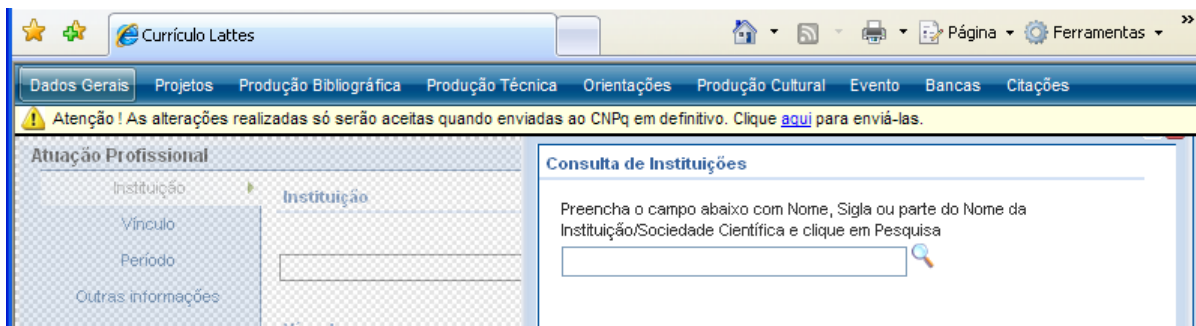 Currículo Lattes
Página
Ferramentas
»
Dados Gerais Projetos Produção Bibliográfica Produção Técnica Orientações Produção Cultural Evento Bancas Citações
Atenção ! As alterações realizadas só serão aceitas quando enviadas ao CNPq em definitivo. Clique aqui para enviá-las.
Atuação Profissional
Instituição
Vínculo
Período
Outras informações
Instituição
Consulta de Instituições
Preencha o campo abaixo com Nome, Sigla ou parte do Nome da
Instituição/Sociedade Científica e clique em Pesquisa